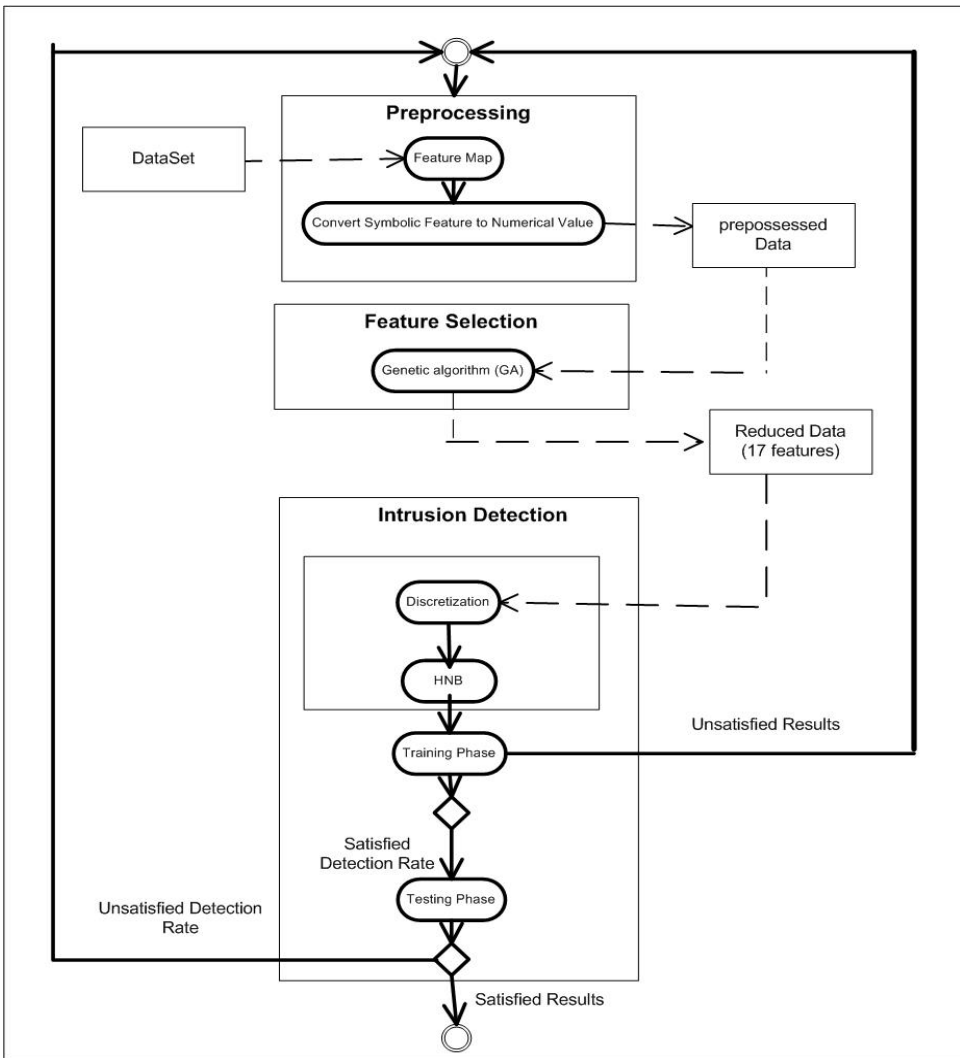 Preprocessing
DataSet
Feature Map
Convert Symbolic Feature to Numerical Value
prepossessed
Data
Feature Selection
Genetic algorithm (GA)
Reduced Data
(17 features)
Intrusion Detection
Discretization
HNB
Unsatisfied Results
Training Phase
Satisfied
Detection Rate
Testing Phase
Unsatisfied Detection
Rate
Satisfied Results